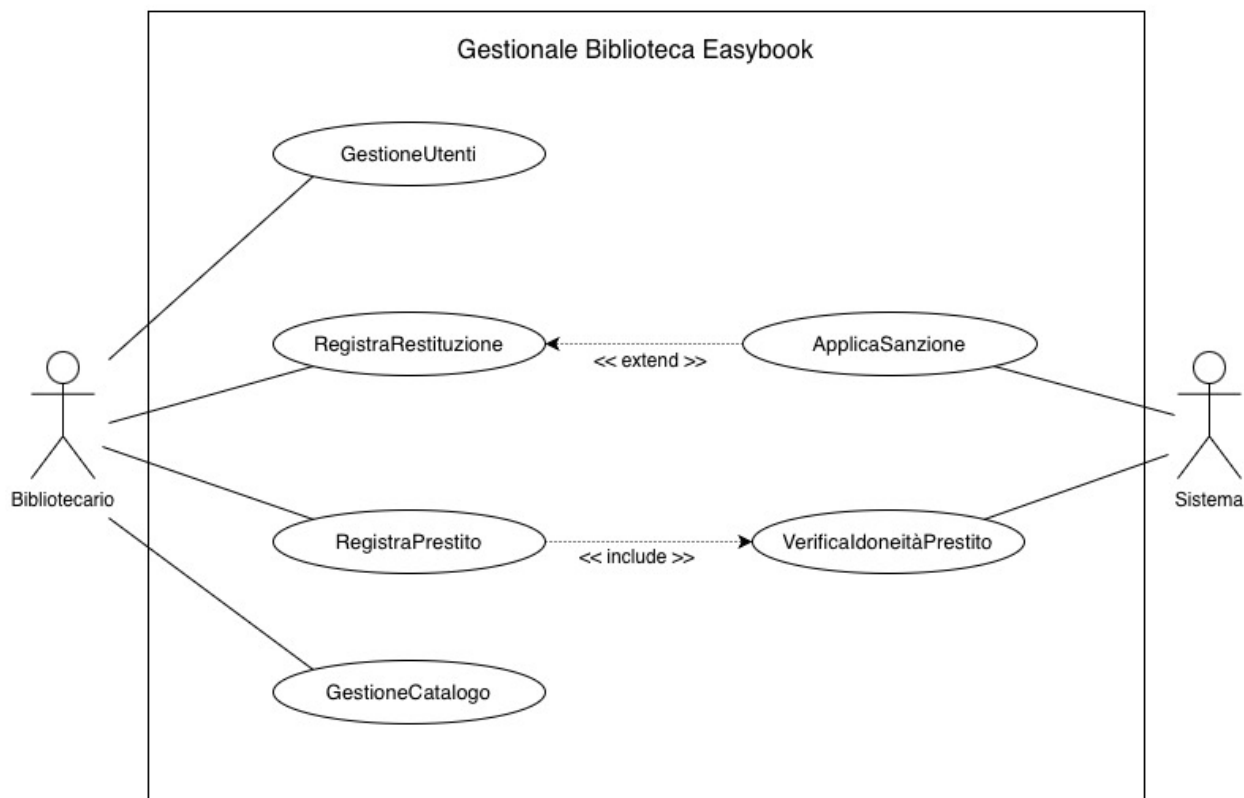 Gestionale Biblioteca Easybook
GestioneUtenti
RegistraRestituzione
<< extend >>
ApplicaSanzione
Bibliotecario
Sistema
RegistraPrestito
<< include >>
VerificaIdoneitàPrestito
GestioneCatalogo